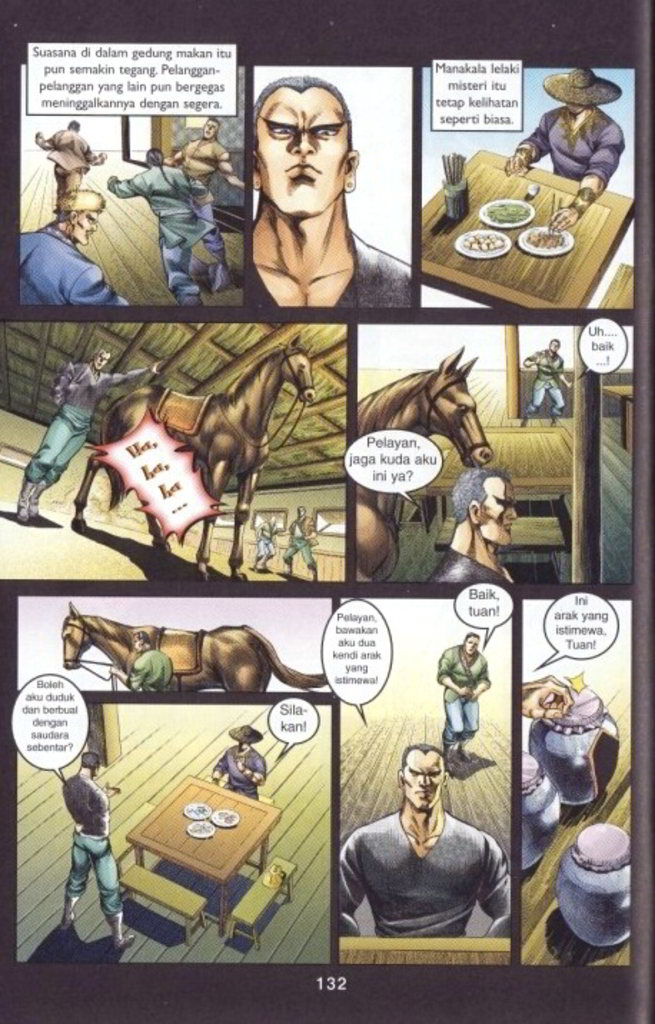 Suasana di dalam gedung makan itu
pun semakin tegang. Pelanggan-
pelanggan yang lain pun bergegas
meninggalkannya dengan segera.
Manakala lelaki
misteri itu
tetap kelihatan
seperti biasa.
Her,
her,
her
...
Uh....
baik
...!
Pelayan,
jaga kuda aku
ini ya?
Boleh
aku duduk
dan berbual
dengan
saudara
sebentar?
Sila-
kan!
Pelayan,
bawakan
aku dua
kendi arak
yang
istimewa!
Baik,
tuan!
Ini
arak yang
istimewa,
Tuan!
132